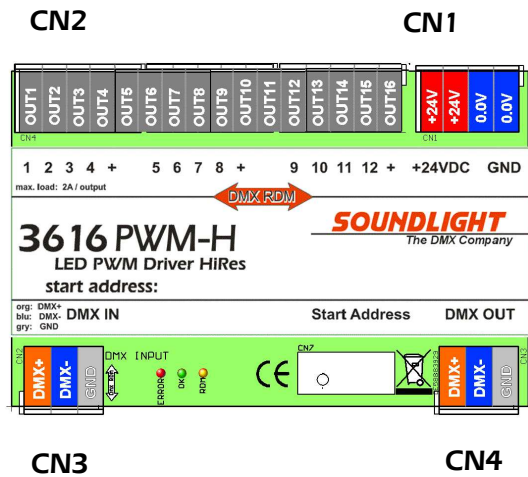 CN2 CN1
OUT1 OUT2 OUT3 OUT4 OUT5 OUT6 OUT7 OUT8 OUT9 OUT10 OUT11 OUT12 OUT13 OUT14 OUT15 OUT16 +24V +24V 0.0V 0.0V
CN4 CN1
1 2 3 4 + 5 6 7 8 + 9 10 11 12 + +24VDC GND
max. load: 2A / output
DMX RDM
3616 PWM-H SOUNDLIGHT
The DMX Company
LED PWM Driver HiRes
start address:
org: DMX+
blu: DMX- DMX IN Start Address DMX OUT
gry: GND
CN2 DMX INPUT CN7 CN3
DMX+ DMX- GND ERROR OK RDM CE DMX+ DMX- GND
CN3 CN4